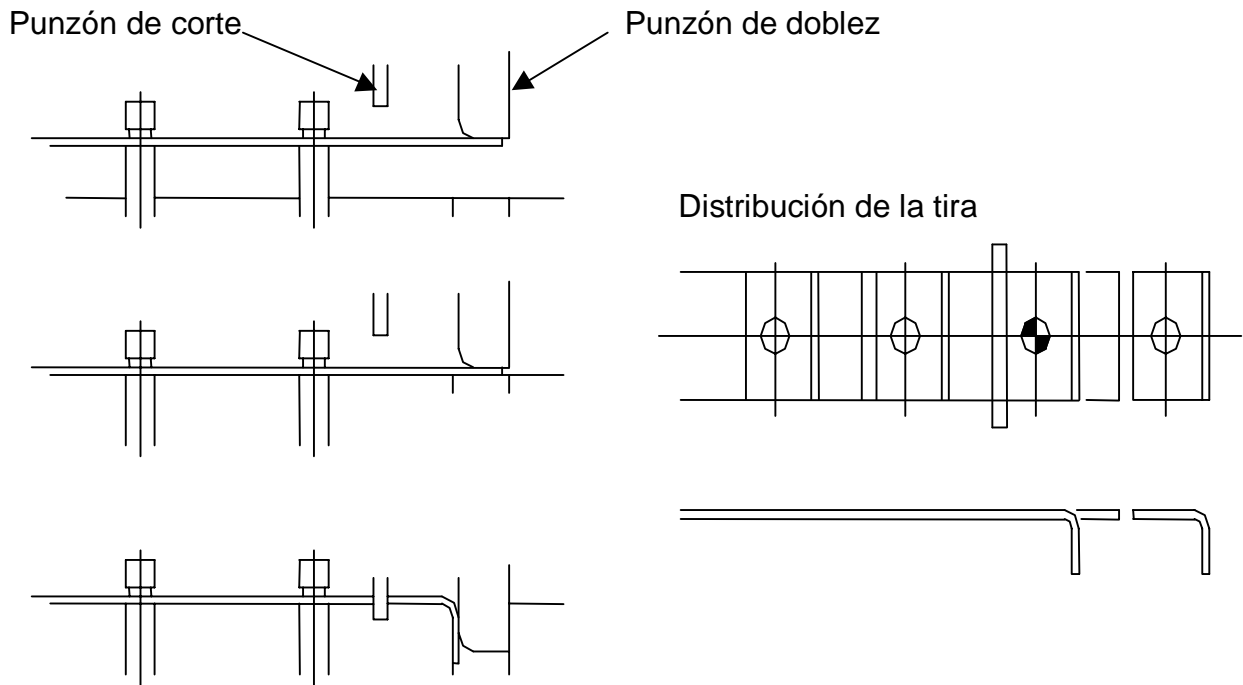 Punzón de corte
Punzón de doblez
Distribución de la tira